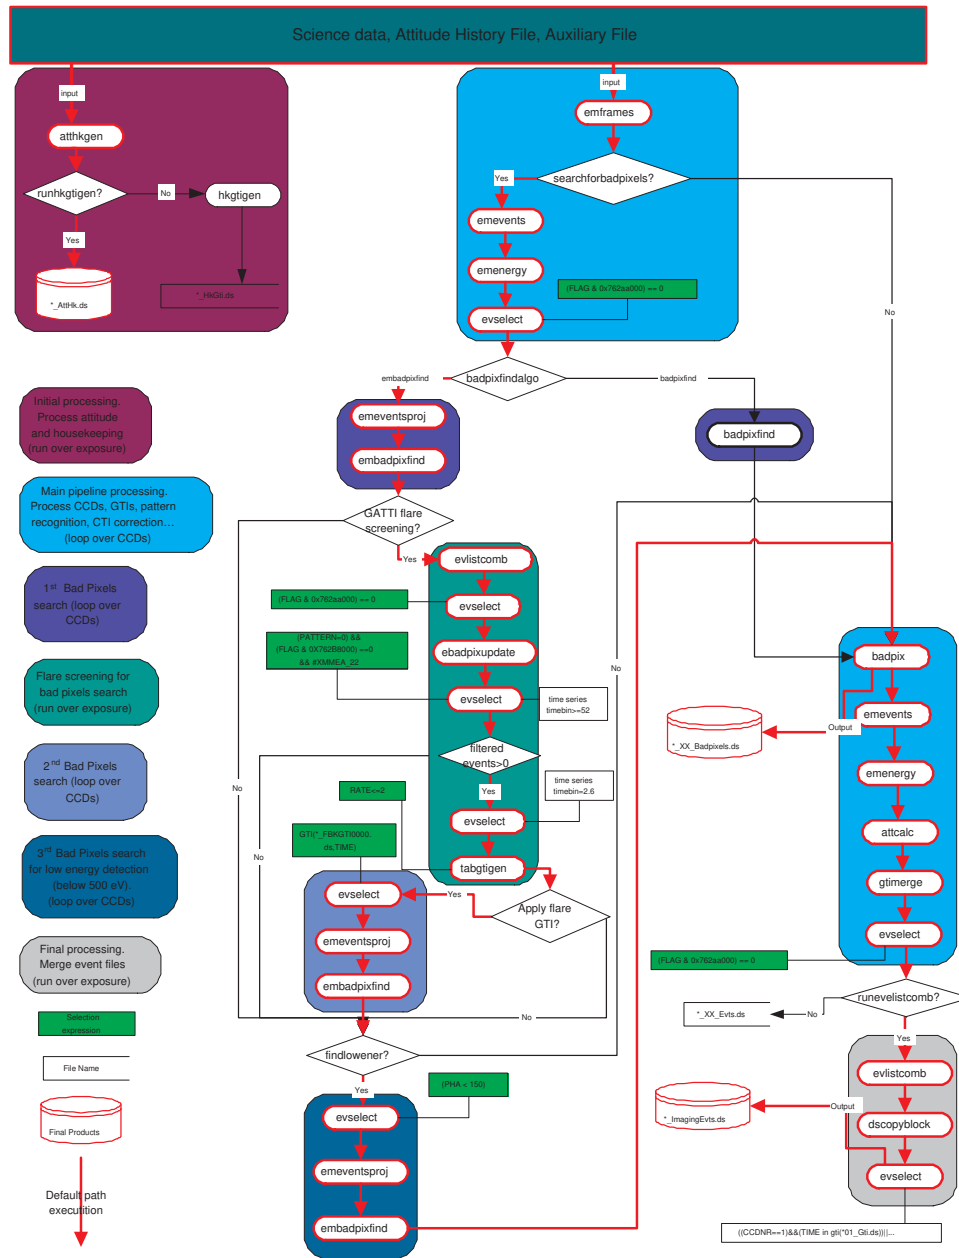 Science data, Attitude History File, Auxiliary File
input
atthkgen
runhkgtigen?
No
hkgtigen
Yes
*_AttHk.ds
*_HkGti.ds
input
emframes
searchforbadpixels?
Yes
No
emevents
emenergy
(FLAG & 0x762aa000) == 0
evselect
badpixfindalgo
embadpixfind
badpixfind
emeventsproj
embadpixfind
badpixfind
GATTI flare
screening?
Yes
No
evlistcomb
(FLAG & 0x762aa000) == 0
evselect
(PATTERN=0) &&
(FLAG & 0X762B8000) ==0
&& #XMMEA_22
ebadpixupdate
evselect
time series
timebin>=52
filtered
events>0
Yes
No
time series
timebin=2.6
RATE<=2
evselect
GTI(*_FBKGTI0000.
ds,TIME)
tabgtigen
Apply flare
GTI?
Yes
No
evselect
emeventsproj
embadpixfind
findlowener?
No
Yes
(PHA < 150)
evselect
emeventsproj
embadpixfind
badpix
Output
*_XX_Badpixels.ds
emevents
emenergy
attcalc
gtimerge
evselect
(FLAG & 0x762aa000) == 0
runevelistcomb?
No
*_XX_Evts.ds
Yes
evlistcomb
Output
*_ImagingEvts.ds
dscopyblock
evselect
((CCDNR==1)&&(TIME in gti(*01_Gti.ds))||...
Initial processing.
Process attitude
and housekeeping
(run over exposure)
Main pipeline processing.
Process CCDs, GTIs, pattern
recognition, CTI correction...
(loop over CCDs)
1st Bad Pixels
search (loop over
CCDs)
Flare screening for
bad pixels search
(run over exposure)
2nd Bad Pixels
search (loop over
CCDs)
3rd Bad Pixels search
for low energy detection
(below 500 eV).
(loop over CCDs)
Final processing.
Merge event files
(run over exposure)
Selection
expression
File Name
Final Products
Default path
executition